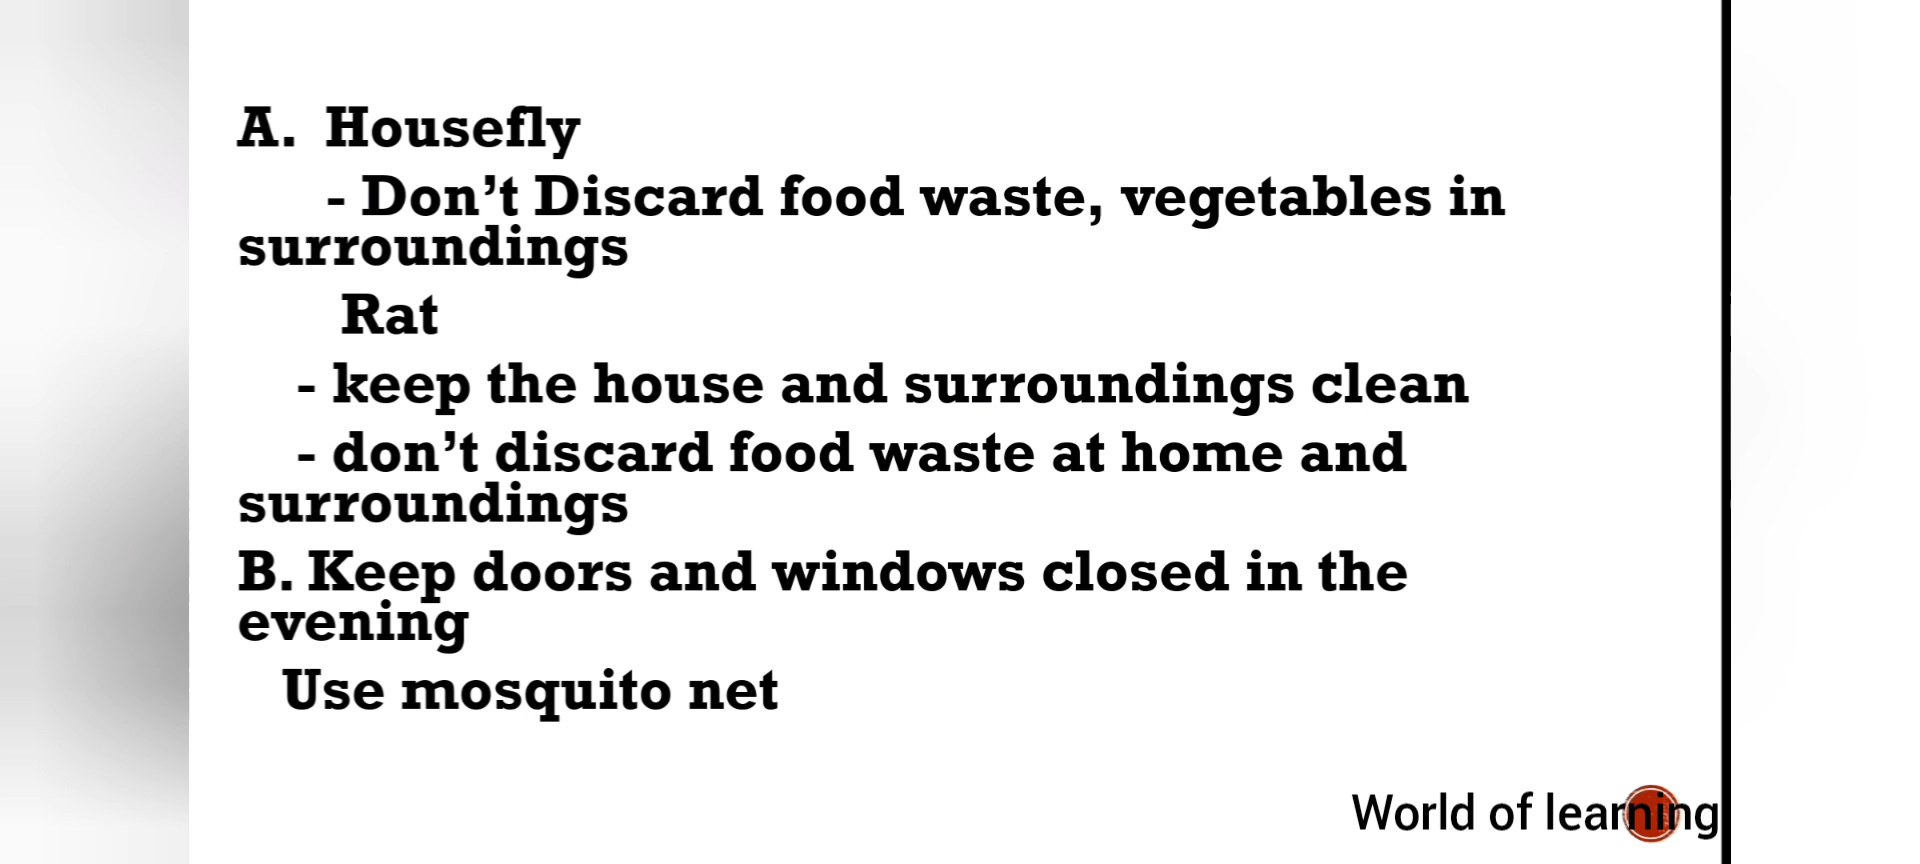 A. Housefly
- Don’t Discard food waste, vegetables in
surroundings
Rat
- keep the house and surroundings clean
- don’t discard food waste at home and
surroundings
B. Keep doors and windows closed in the
evening
Use mosquito net
World of learning